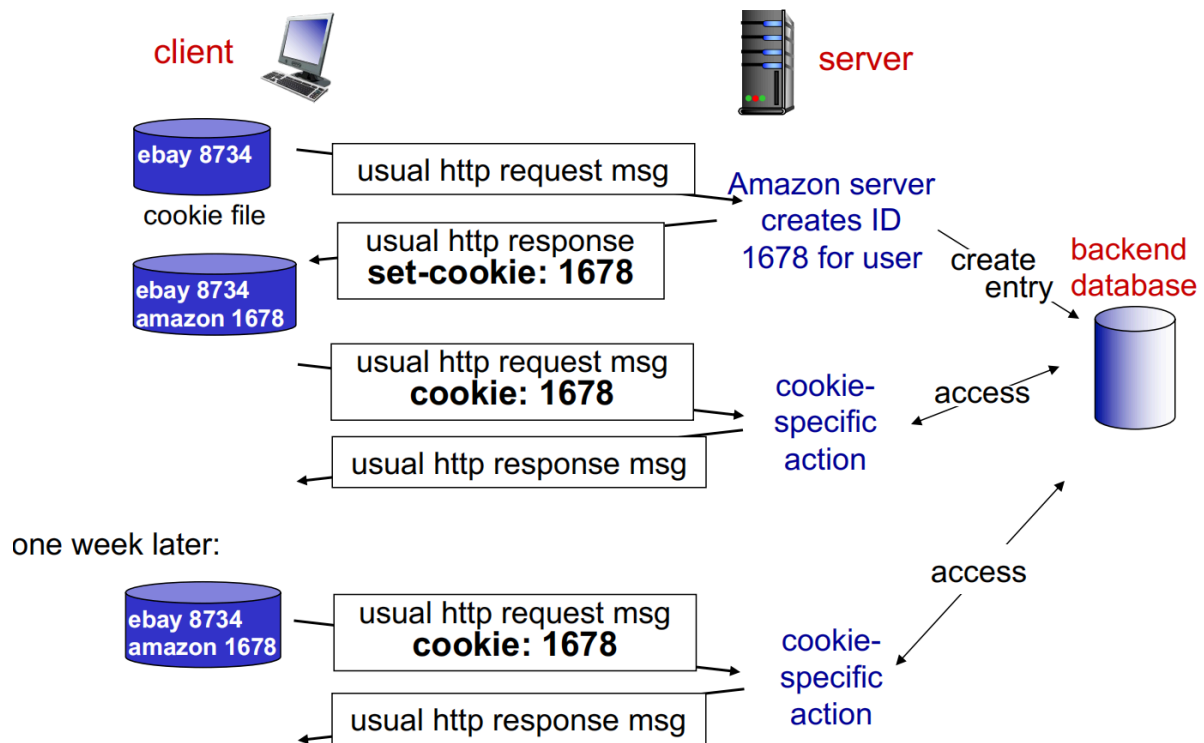 client
server
ebay 8734
cookie file
usual http request msg
Amazon server
creates ID
1678 for user
usual http response
set-cookie: 1678
ebay 8734
amazon 1678
create
entry
backend
database
usual http request msg
cookie: 1678
cookie-
specific
action
access
usual http response msg
one week later:
access
ebay 8734
amazon 1678
usual http request msg
cookie: 1678
cookie-
specific
action
usual http response msg